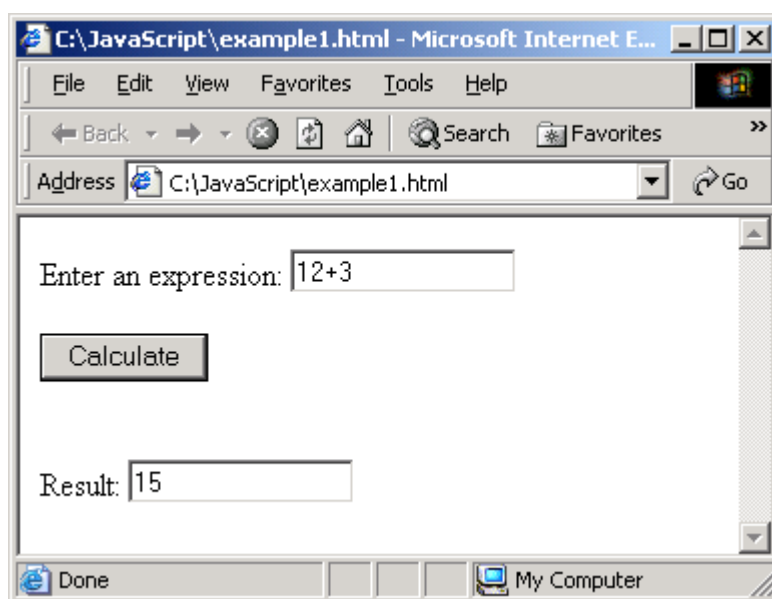 C:\JavaScript\example1.html - Microsoft Internet E...
File Edit View Favorites Tools Help
Back Search Favorites »
Address C:\JavaScript\example1.html Go
Enter an expression: 12+3
Calculate
Result: 15
Done My Computer